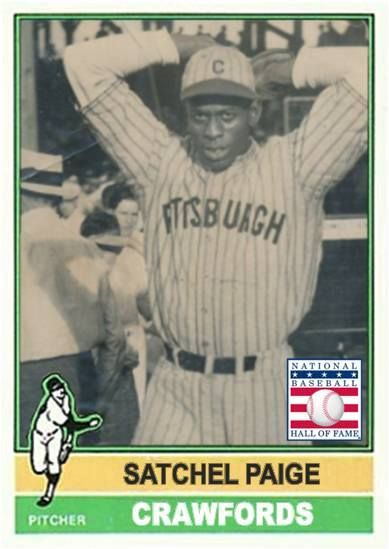 C
PITTSBURGH
NATIONAL
BASEBALL
HALL OF FAME
SATCHEL PAIGE
PITCHER
CRAWFORDS